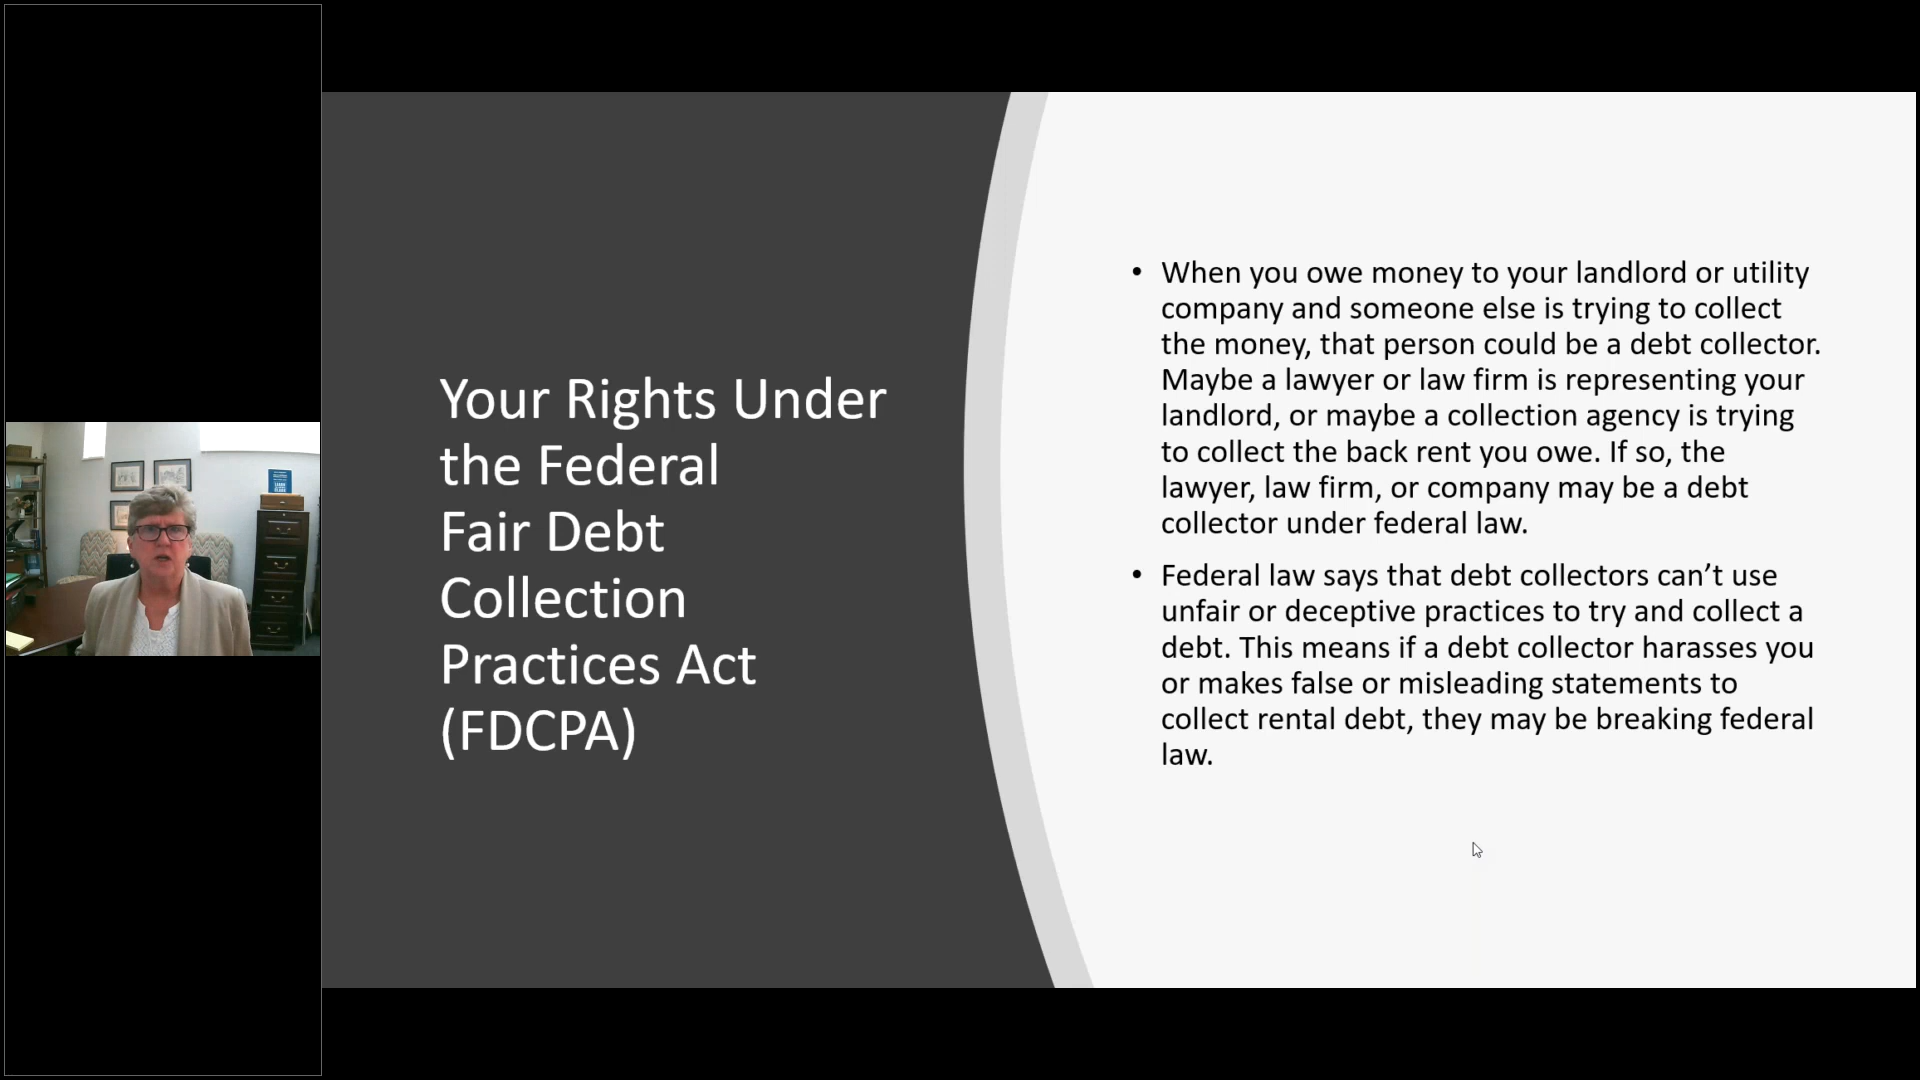 Your Rights Under
the Federal
Fair Debt
Collection
Practices Act
(FDCPA)
• When you owe money to your landlord or utility
company and someone else is trying to collect
the money, that person could be a debt collector.
Maybe a lawyer or law firm is representing your
landlord, or maybe a collection agency is trying
to collect the back rent you owe. If so, the
lawyer, law firm, or company may be a debt
collector under federal law.
• Federal law says that debt collectors can’t use
unfair or deceptive practices to try and collect a
debt. This means if a debt collector harasses you
or makes false or misleading statements to
collect rental debt, they may be breaking federal
law.